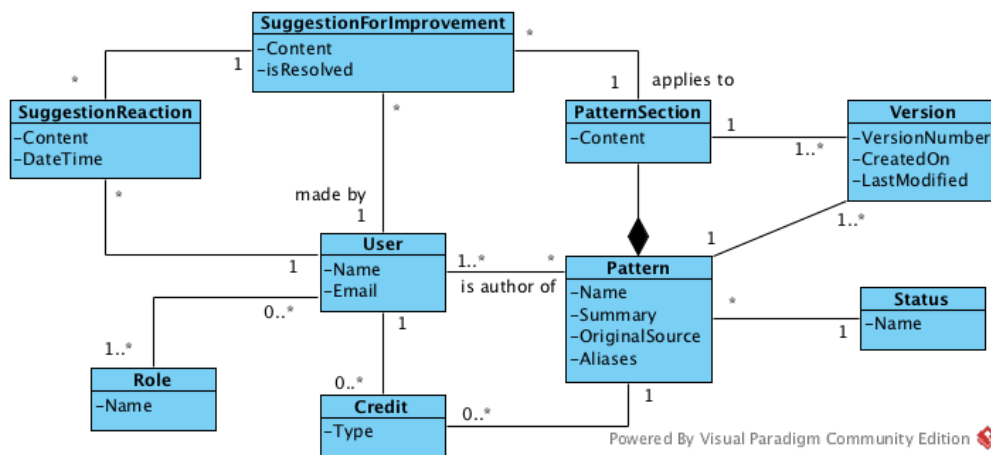 SuggestionForImprovement
-Content
-isResolved
*
1
*
*
1
applies to
SuggestionReaction
-Content
-DateTime
*
PatternSection
-Content
1
1..*
Version
-VersionNumber
-CreatedOn
-LastModified
made by
1
1
1..*
User
-Name
-Email
1
0..*
1
1..*
*
is author of
Pattern
-Name
-Summary
-OriginalSource
-Aliases
*
1
Status
-Name
1..*
Role
-Name
0..*
Credit
-Type
0..*
1
Powered By Visual Paradigm Community Edition